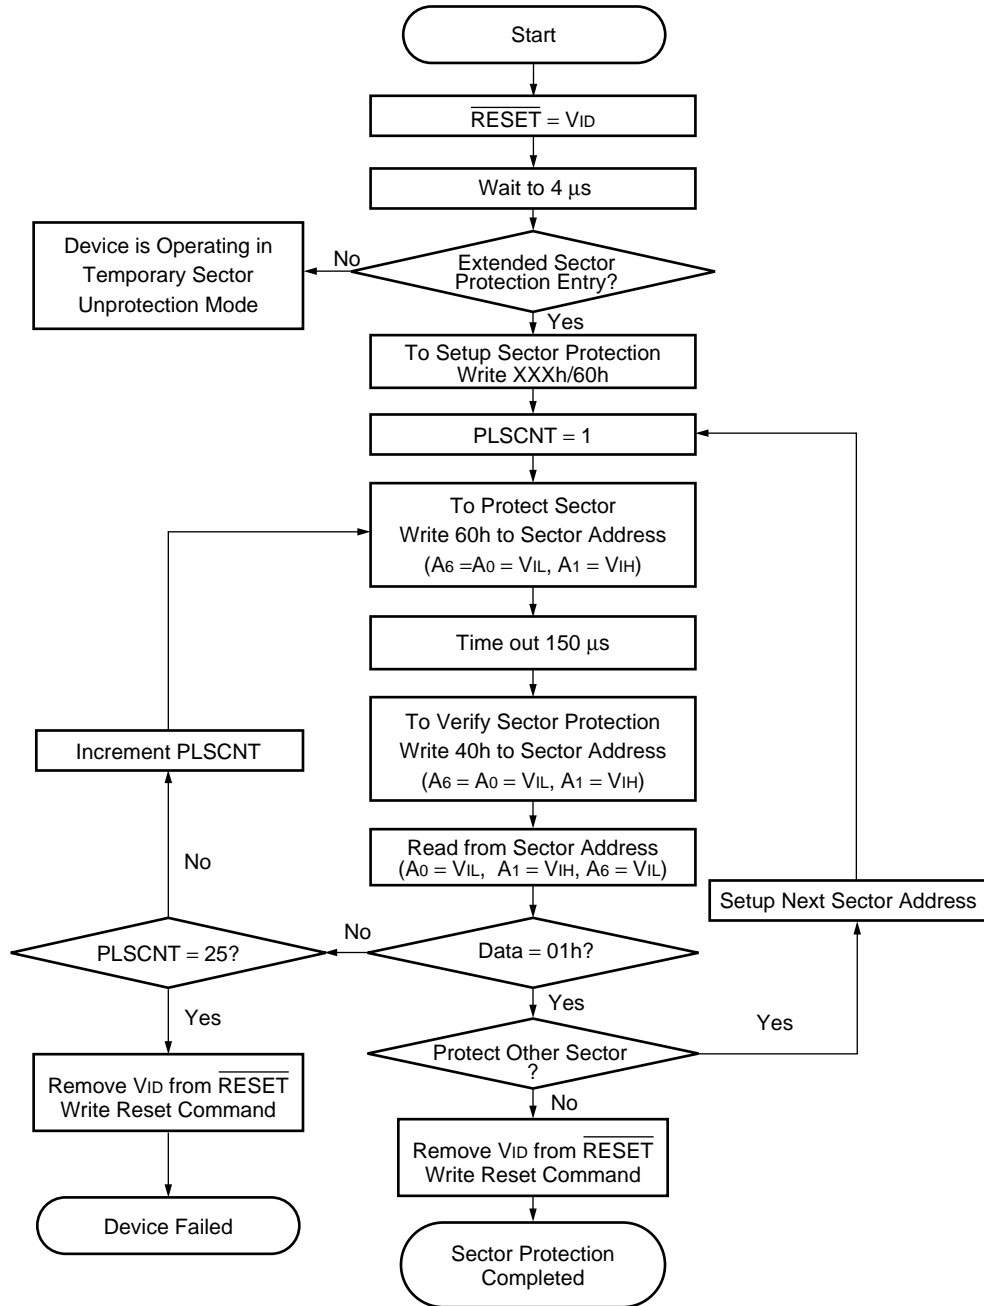 Start
RESET = VID
Wait to 4 μs
Device is Operating in
Temporary Sector
Unprotection Mode
No
Extended Sector
Protection Entry?
Yes
To Setup Sector Protection
Write XXXh/60h
PLSCNT = 1
To Protect Sector
Write 60h to Sector Address
(A6 =A0 = VIL, A1 = VIH)
Time out 150 μs
To Verify Sector Protection
Write 40h to Sector Address
(A6 = A0 = VIL, A1 = VIH)
Increment PLSCNT
Read from Sector Address
(A0 = VIL, A1 = VIH, A6 = VIL)
No
Setup Next Sector Address
PLSCNT = 25?
No
Data = 01h?
Yes
Yes
Yes
Protect Other Sector
?
Remove VID from RESET
Write Reset Command
No
Remove VID from RESET
Write Reset Command
Device Failed
Sector Protection
Completed